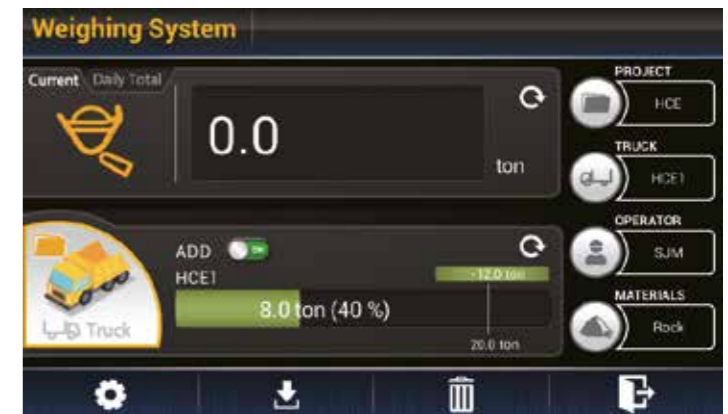 Weighing System
Current Daily Total
0.0
ton
PROJECT
HCE
TRUCK
HCE1
OPERATOR
SJM
MATERIALS
Rock
ADD ON
HCE1
-12.0 ton
8.0 ton (40 %)
20.0 ton
Truck